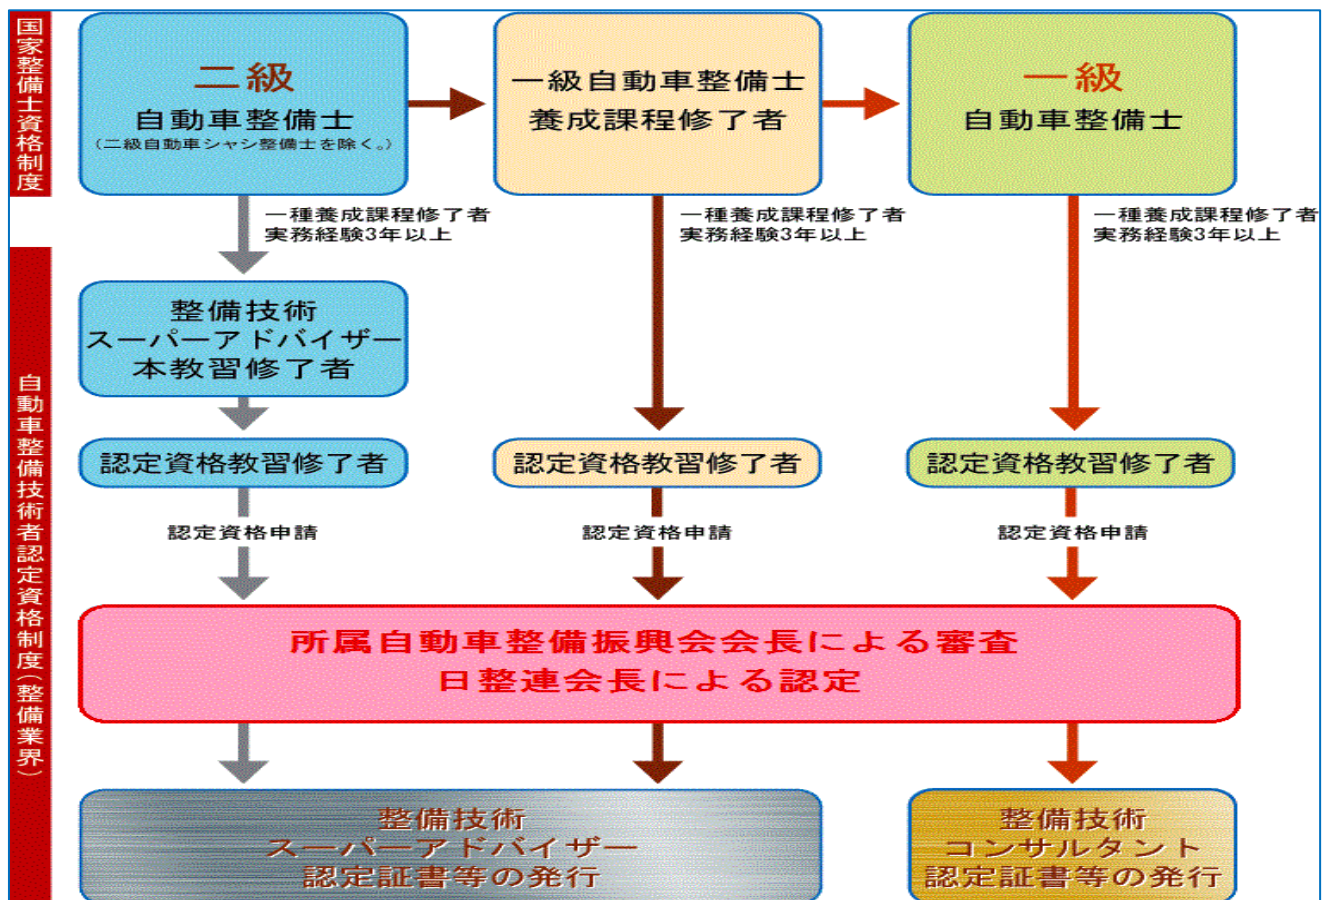 国家整備士資格制度
二級
自動車整備士
(二級自動車シャシ整備士を除く。)
一級自動車整備士
養成課程修了者
一級
自動車整備士
一種養成課程修了者
実務経験3年以上
一種養成課程修了者
実務経験3年以上
一種養成課程修了者
実務経験3年以上
自動車整備技術者認定資格制度(整備業界)
整備技術
スーパーアドバイザー
本教習修了者
認定資格教習修了者
認定資格教習修了者
認定資格教習修了者
認定資格申請
認定資格申請
認定資格申請
所属自動車整備振興会会長による審査
日整連会長による認定
整備技術
スーパーアドバイザー
認定証書等の発行
整備技術
コンサルタント
認定証書等の発行